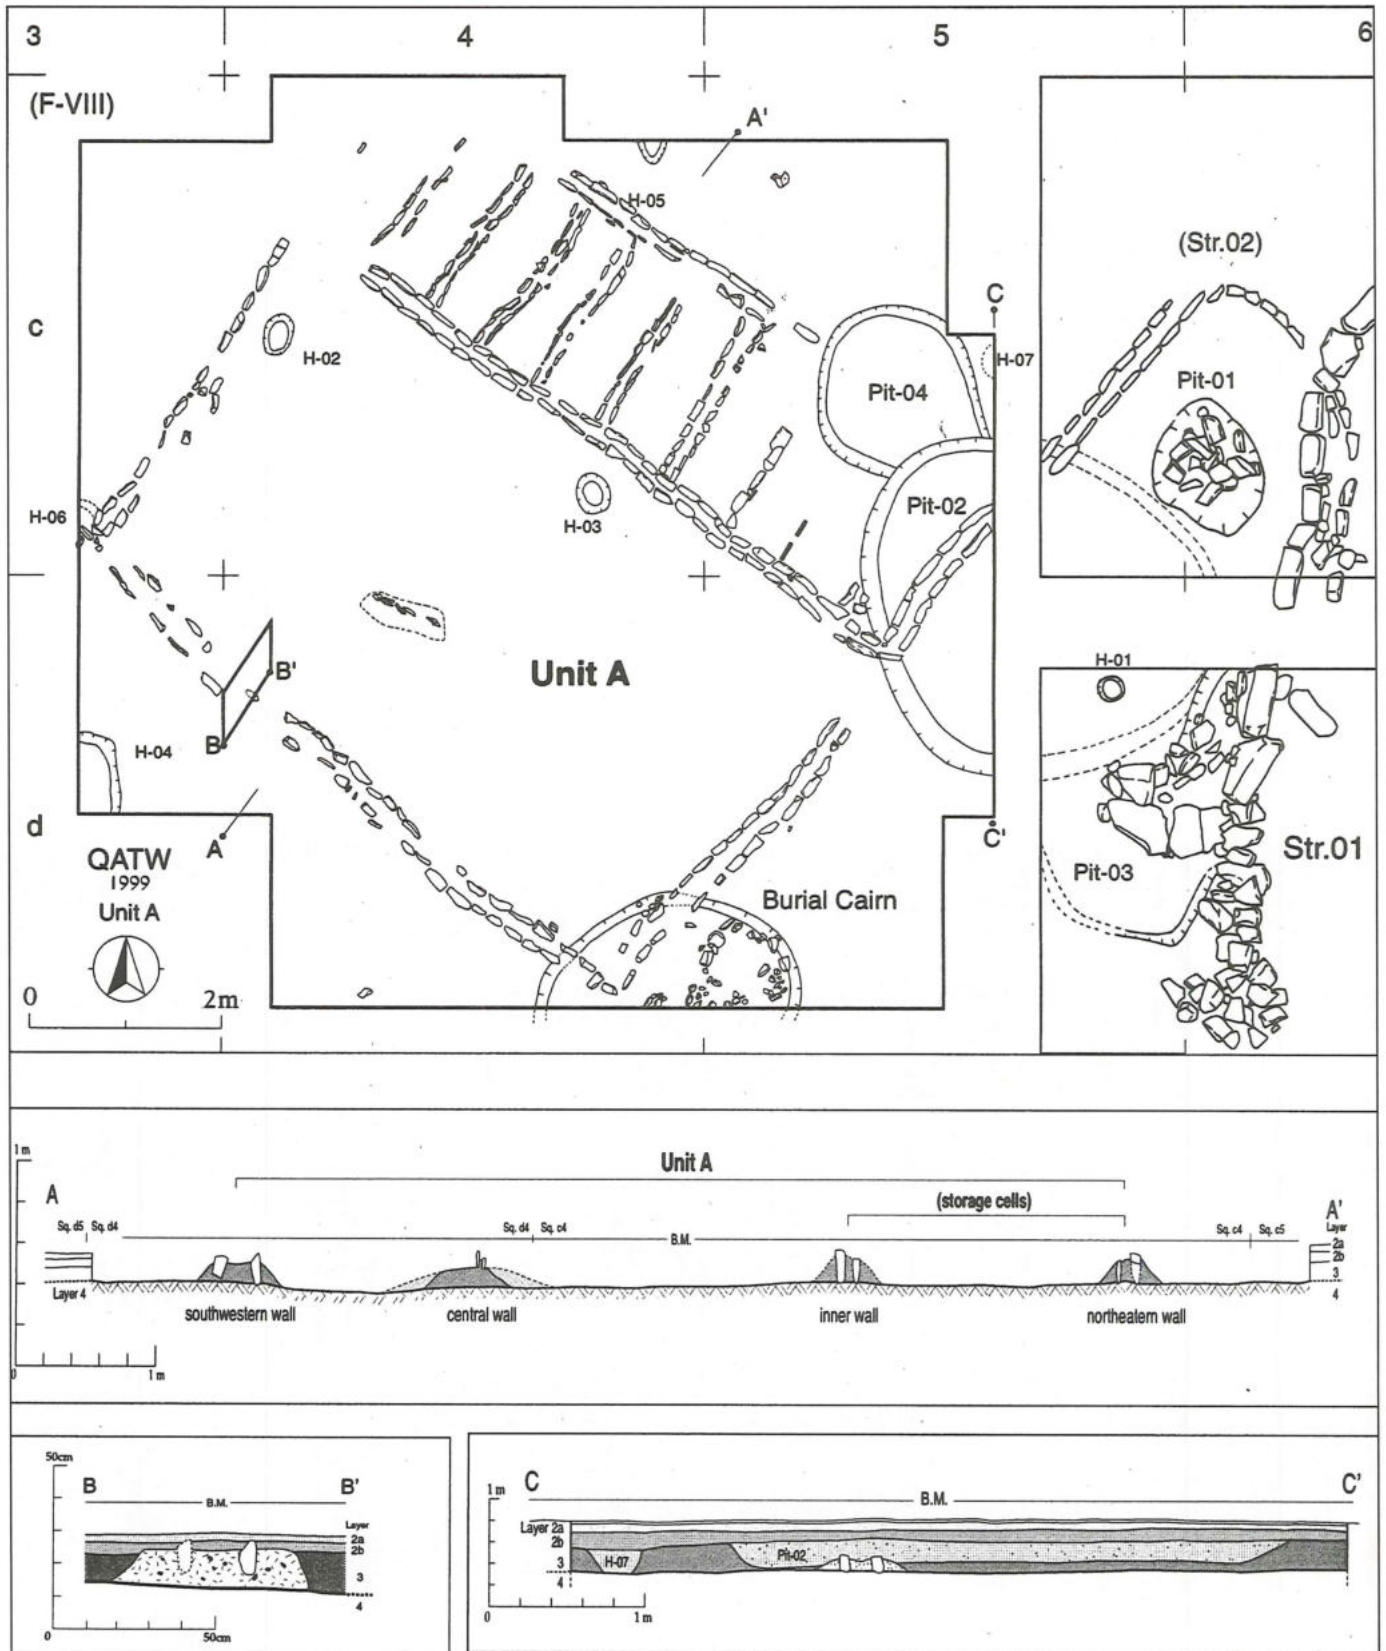 3 4 5 6
(F-VIII)
A'
H-05
C
(Str.02)
c
H-02
Pit-04
H-07
Pit-01
H-06
H-03
Pit-02
Unit A
B'
H-01
H-04
B
d
A
C'
QATW
1999
Unit A
Burial Cairn
Pit-03
Str.01
0 2m
1m
Unit A
A
(storage cells)
A'
Sq. d5 Sq. d4
Sq. d4 Sq. c4
B.M.
Sq. c4 Sq. c5
Layer
2a
2b
3
4
Layer 4
southwestern wall
central wall
inner wall
northeatern wall
0 1m
50cm
B
B'
B.M.
Layer
2a
2b
3
4
0 50cm
C
C'
1m
B.M.
Layer 2a
2b
3
4
H-07
Pit-02
0 1m